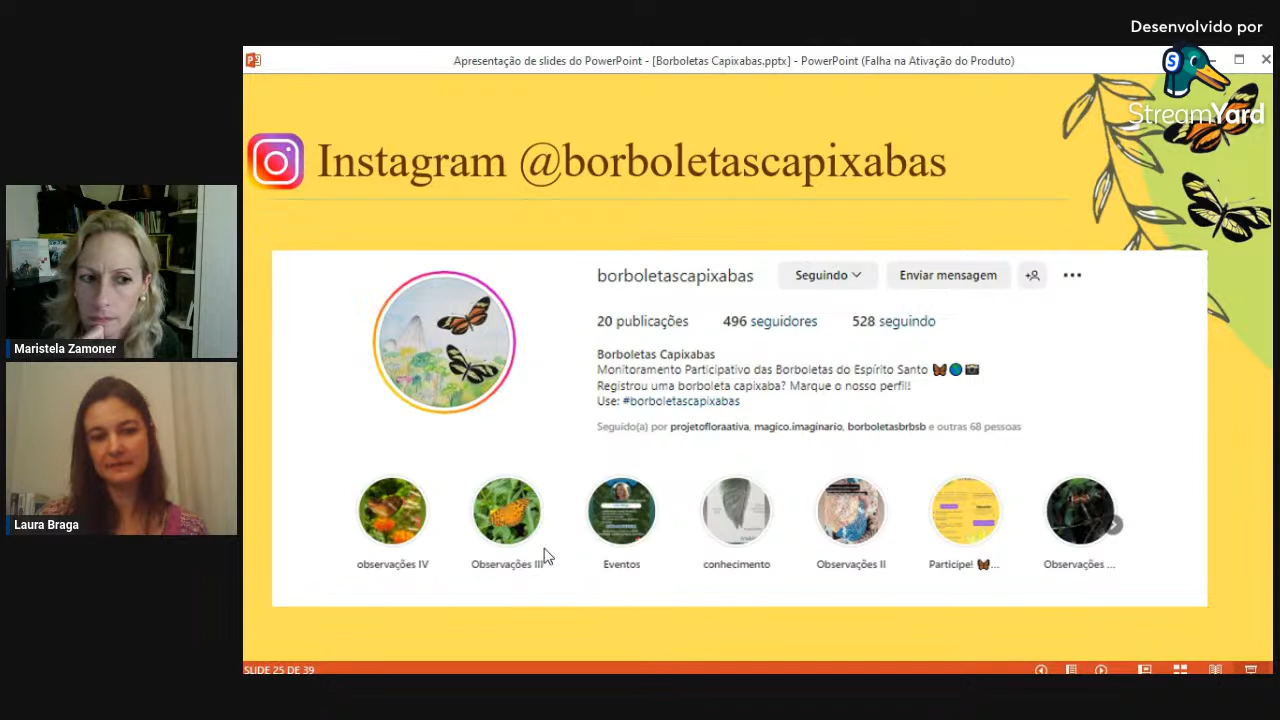 Desenvolvido por
StreamYard
Apresentação de slides do PowerPoint - [Borboletas Capixabas.pptx] - PowerPoint (Falha na Ativação do Produto)
Instagram @borboletascapixabas
borboletascapixabas
Seguindo
Enviar mensagem
20 publicações
496 seguidores
528 seguindo
Borboletas Capixabas
Monitoramento Participativo das Borboletas do Espírito Santo
Registrou uma borboleta capixaba? Marque o nosso perfil!
Use: #borboletascapixabas
Seguido(a) por projetofloraativa, magico.imaginario, borboletasbrbsb e outras 68 pessoas
observações IV
Observações III
Eventos
conhecimento
Observações II
Participe! 🦋...
Observações ...
SLIDE 25 DE 39
Maristela Zamoner
Laura Braga